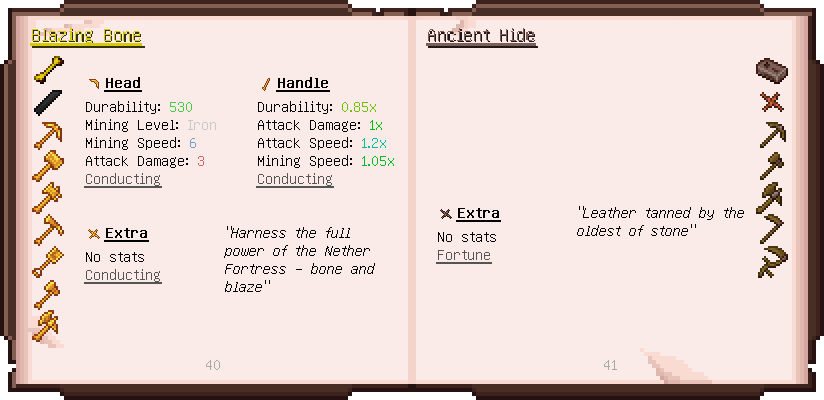 Blazing Bone
Head
Durability: 530
Mining Level: Iron
Mining Speed: 6
Attack Damage: 3
Conducting
Handle
Durability: 0.85x
Attack Damage: 1x
Attack Speed: 1.2x
Mining Speed: 1.05x
Conducting
Extra
No stats
Conducting
"Harness the full
power of the Nether
Fortress - bone and
blaze"
40
Ancient Hide
Extra
No stats
Fortune
"Leather tanned by the
oldest of stone"
41